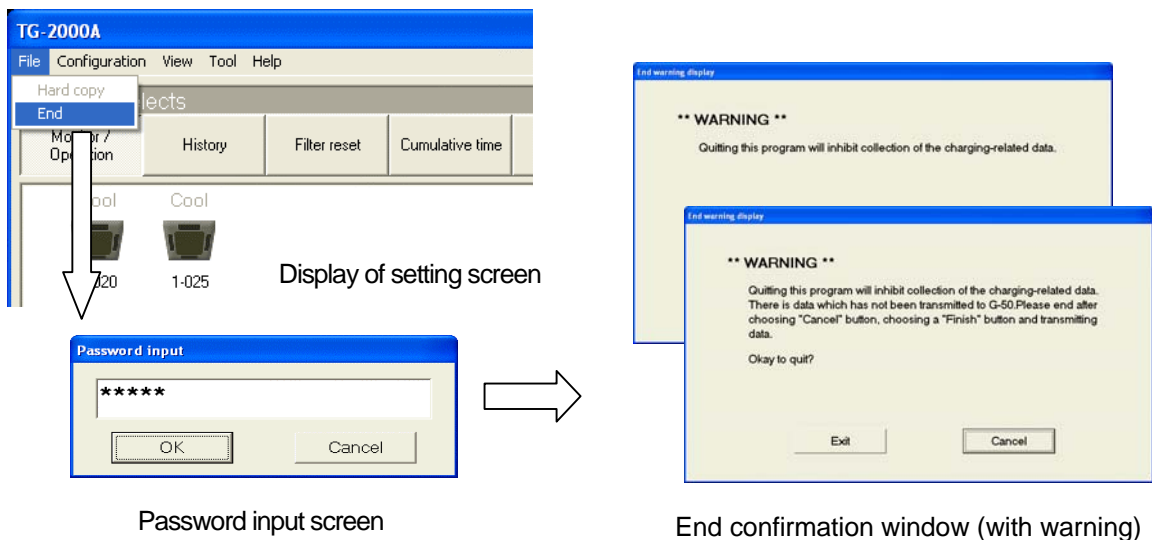 TG-2000A
File Configuration View Tool Help
Hard copy
End
lects
Monitor /
Operation
History
Filter reset
Cumulative time
Cool
Cool
020
1-025
Display of setting screen
Password input
*****
OK
Cancel
Password input screen
End warning display
** WARNING **
Quitting this program will inhibit collection of the charging-related data.
End warning display
** WARNING **
Quitting this program will inhibit collection of the charging-related data.
There is data which has not been transmitted to G-50.Please end after
choosing "Cancel" button, choosing a "Finish" button and transmitting
data.
Okay to quit?
Exit
Cancel
End confirmation window (with warning)